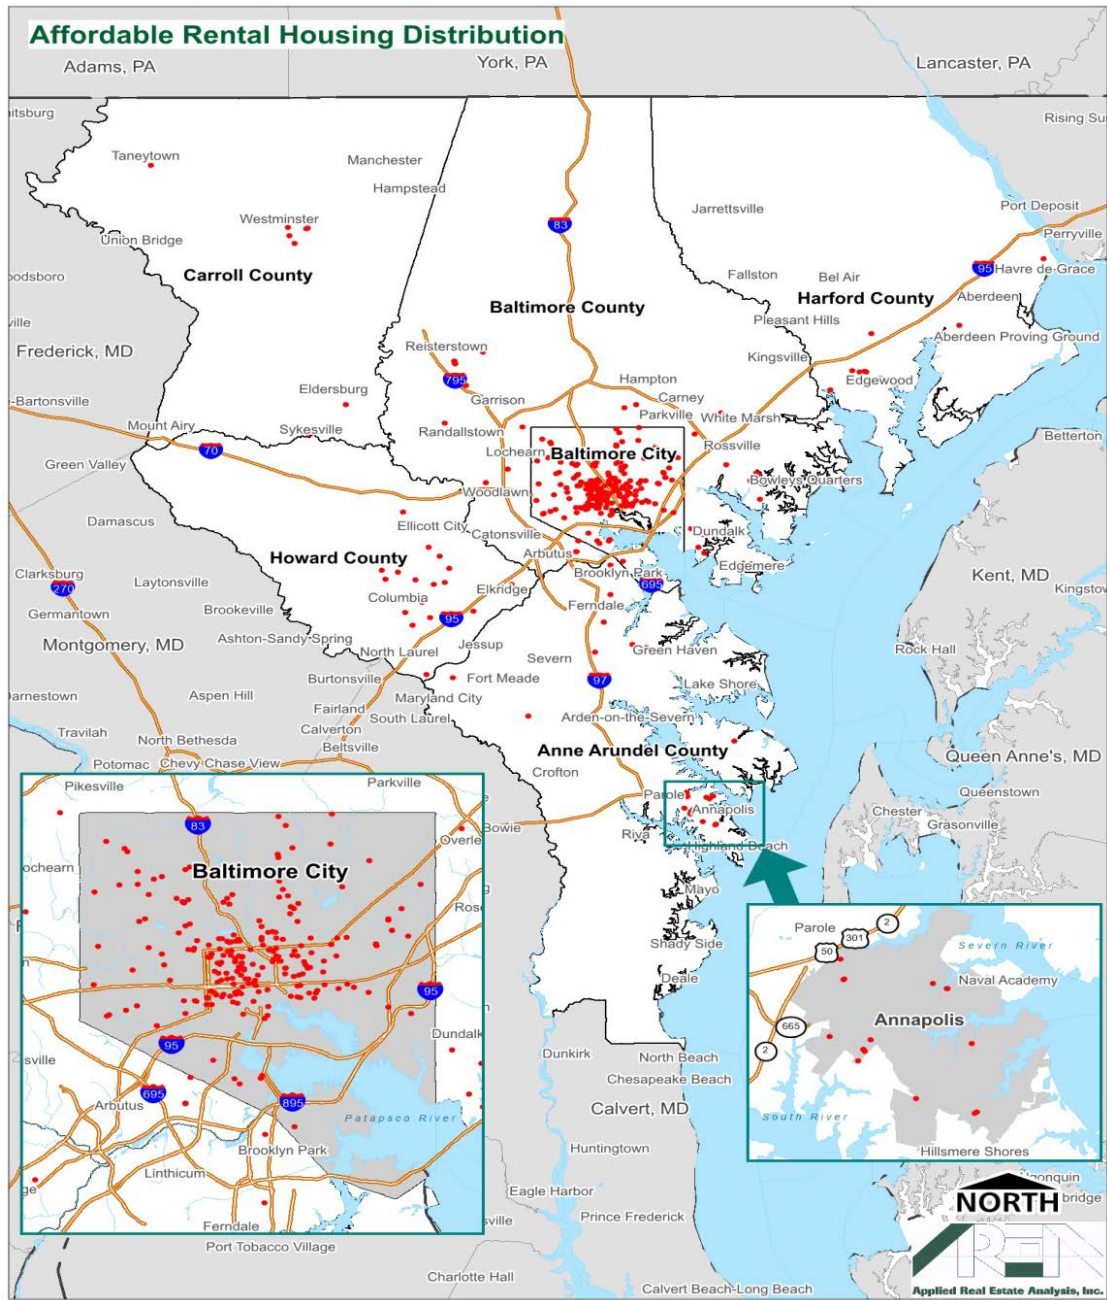 Affordable Rental Housing Distribution
Adams, PA
York, PA
Lancaster, PA
Rising Su
Taneytown
Manchester
Hampstead
Westminster
Union Bridge
Carroll County
83
Jarrettsville
Port Deposit
Perryville
Fallston
Bel Air
95
Havre de Grace
Baltimore County
Harford County
Aberdeen
Pleasant Hills
Aberdeen Proving Ground
Frederick, MD
Reisterstown
Kingsville
795
Hampton
Edgewood
Eldersburg
Garrison
Carney
-Bartonsville
Parkville
White Marsh
Mount Airy
Sykesville
Randallstown
Rossville
Betterton
70
Lochearn
Baltimore City
Green Valley
Bowleys Quarters
Woodlawn
Damascus
Ellicott City
Catonsville
Dundalk
Howard County
Arbutus
Edgemere
Clarksburg
Laytonsville
Brooklyn Park
Kent, MD
270
Elkridge
695
Kingstow
Germantown
Columbia
Ferndale
Brookeville
95
Montgomery, MD
Ashton-Sandy Spring
North Laurel
Jessup
Severn
Green Haven
Rock Hall
Burtonsville
Fort Meade
97
Lake Shore
Darnestown
Aspen Hill
Maryland City
Fairland
South Laurel
Arden-on-the-Severn
Travilah
North Bethesda
Calverton
Beltsville
Anne Arundel County
Queen Anne's, MD
Potomac
Chevy Chase View
Crofton
Parole
Queenstown
Annapolis
Chester
Grasonville
Bowie
Riva
Highland Beach
Mayo
Shady Side
Deale
Pikesville
Parkville
83
Overle
ochearn
Baltimore City
Rose
95
Dundalk
95
695
895
Arbutus
Patapsco River
Brooklyn Park
Linthicum
Ferndale
Dunkirk
North Beach
Chesapeake Beach
Calvert, MD
Huntingtown
Parole
2
301
50
Severn River
Naval Academy
Annapolis
665
2
South River
Hillsmere Shores
Eagle Harbor
Prince Frederick
Port Tobacco Village
Charlotte Hall
Calvert Beach-Long Beach
NORTH
AREA
Applied Real Estate Analysis, Inc.